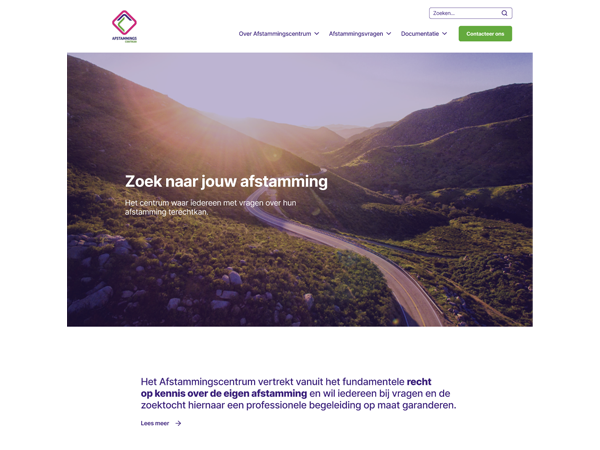 Zoeken...
AFSTAMMINGS
CENTRUM
Over Afstammingscentrum
Afstammingsvragen
Documentatie
Contacteer ons
Zoek naar jouw afstamming
Het centrum waar iedereen met vragen over hun
afstamming terechtkan.
Het Afstammingscentrum vertrekt vanuit het fundamentele recht
op kennis over de eigen afstamming en wil iedereen bij vragen en de
zoektocht hiernaar een professionele begeleiding op maat garanderen.
Lees meer